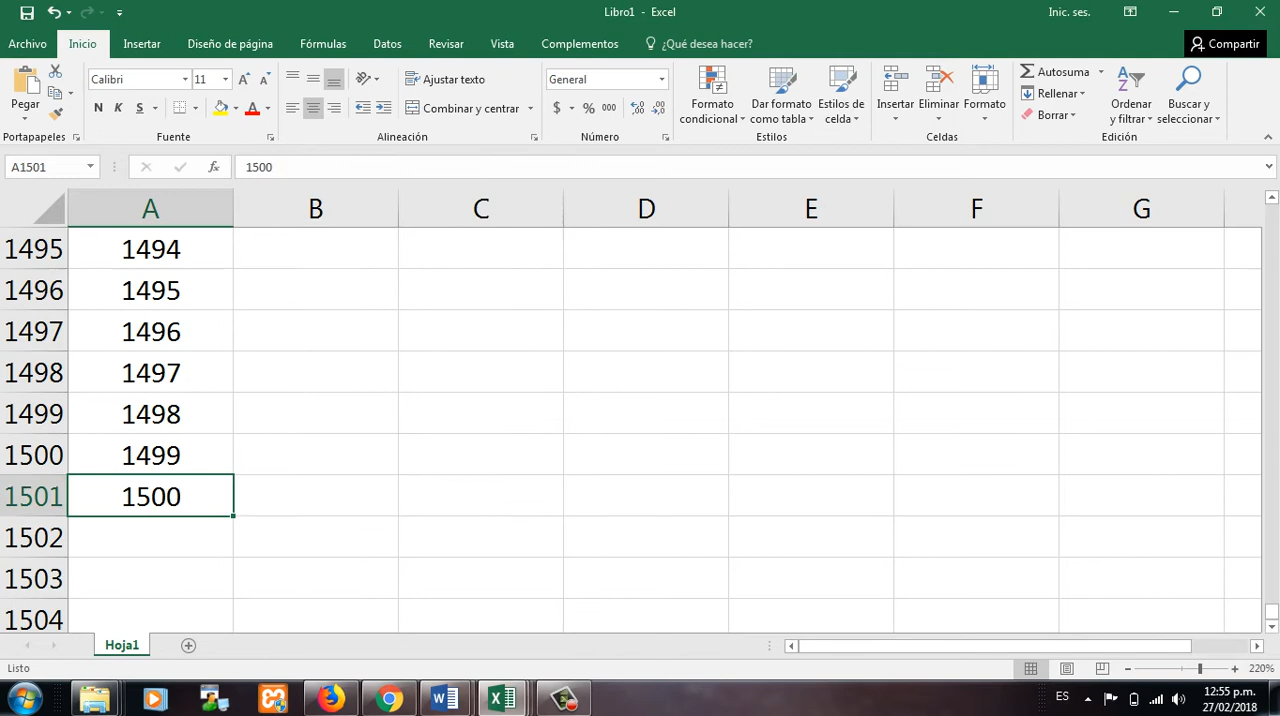 Libro1 - Excel
Inic. ses.
Archivo Inicio Insertar Diseño de página Fórmulas Datos Revisar Vista Complementos ¿Qué desea hacer? Compartir
Pegar
Calibri 11
N K S
A A
A
Ajustar texto
Combinar y centrar
General
$ % 000
Formato condicional
Dar formato como tabla
Estilos de celda
Insertar
Eliminar
Formato
Autosuma
Rellenar
Borrar
Ordenar y filtrar
Buscar y seleccionar
Portapapeles Fuente Alineación Número Estilos Celdas Edición
A1501 fx 1500
A B C D E F G
1495 1494
1496 1495
1497 1496
1498 1497
1499 1498
1500 1499
1501 1500
1502
1503
1504
Hoja1
Listo 220%
ES 12:55 p.m.
27/02/2018